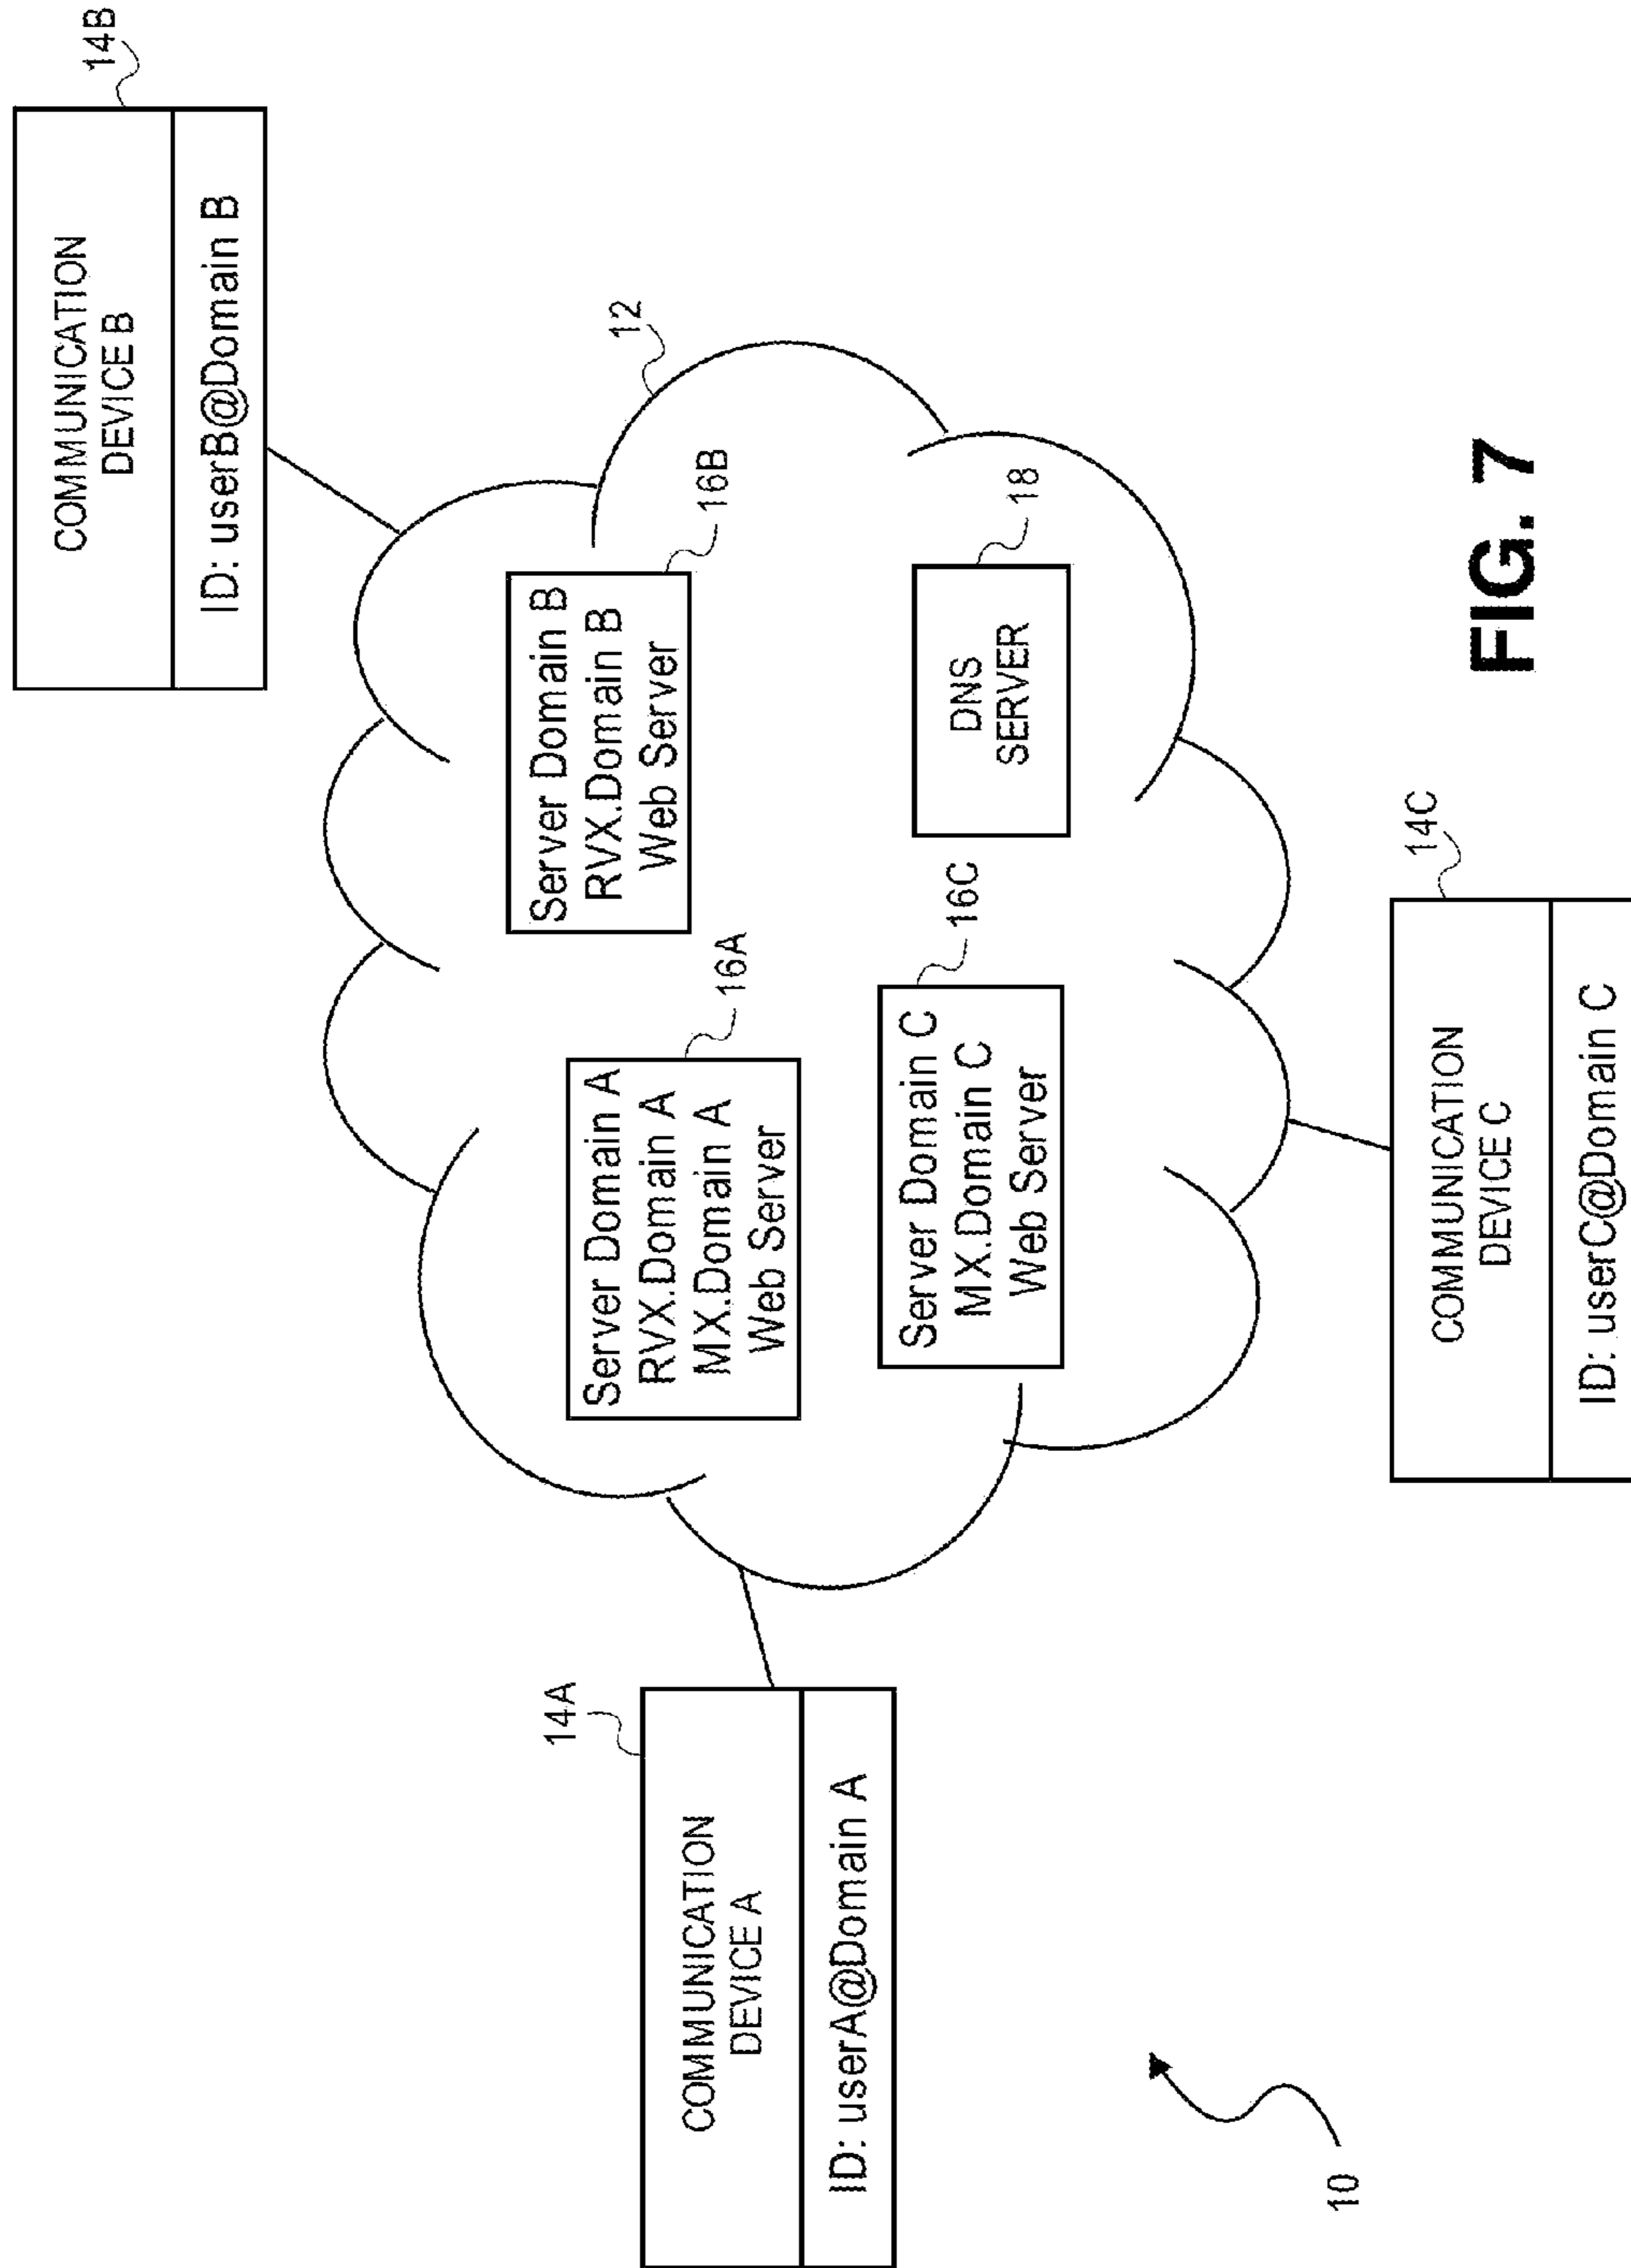 14B
COMMUNICATION
DEVICE B
ID: userB@Domain B
12
Server Domain B
RVX.Domain B
Web Server
16B
14A
COMMUNICATION
DEVICE A
ID: userA@Domain A
Server Domain A
RVX.Domain A
MX.Domain A
Web Server
16A
Server Domain C
MX.Domain C
Web Server
16C
DNS
SERVER
18
14C
COMMUNICATION
DEVICE C
ID: userC@Domain C
10
FIG. 7